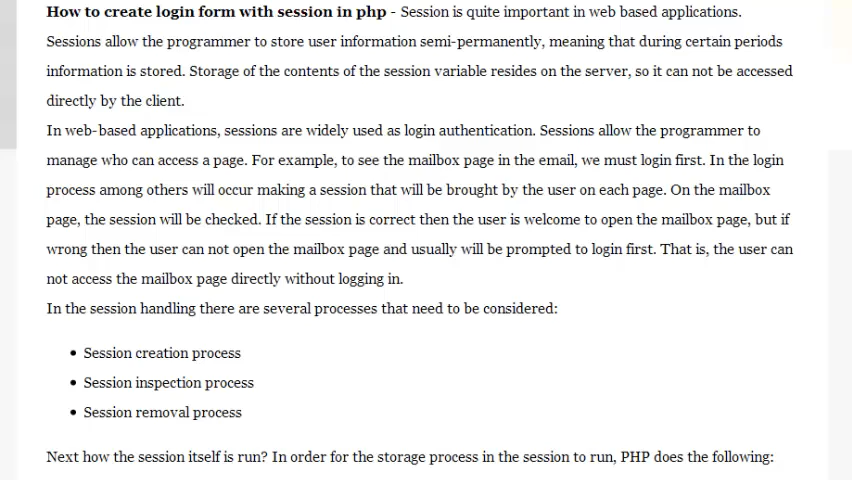 How to create login form with session in php - Session is quite important in web based applications.
Sessions allow the programmer to store user information semi-permanently, meaning that during certain periods
information is stored. Storage of the contents of the session variable resides on the server, so it can not be accessed
directly by the client.
In web-based applications, sessions are widely used as login authentication. Sessions allow the programmer to
manage who can access a page. For example, to see the mailbox page in the email, we must login first. In the login
process among others will occur making a session that will be brought by the user on each page. On the mailbox
page, the session will be checked. If the session is correct then the user is welcome to open the mailbox page, but if
wrong then the user can not open the mailbox page and usually will be prompted to login first. That is, the user can
not access the mailbox page directly without logging in.
In the session handling there are several processes that need to be considered:
• Session creation process
• Session inspection process
• Session removal process
Next how the session itself is run? In order for the storage process in the session to run, PHP does the following: